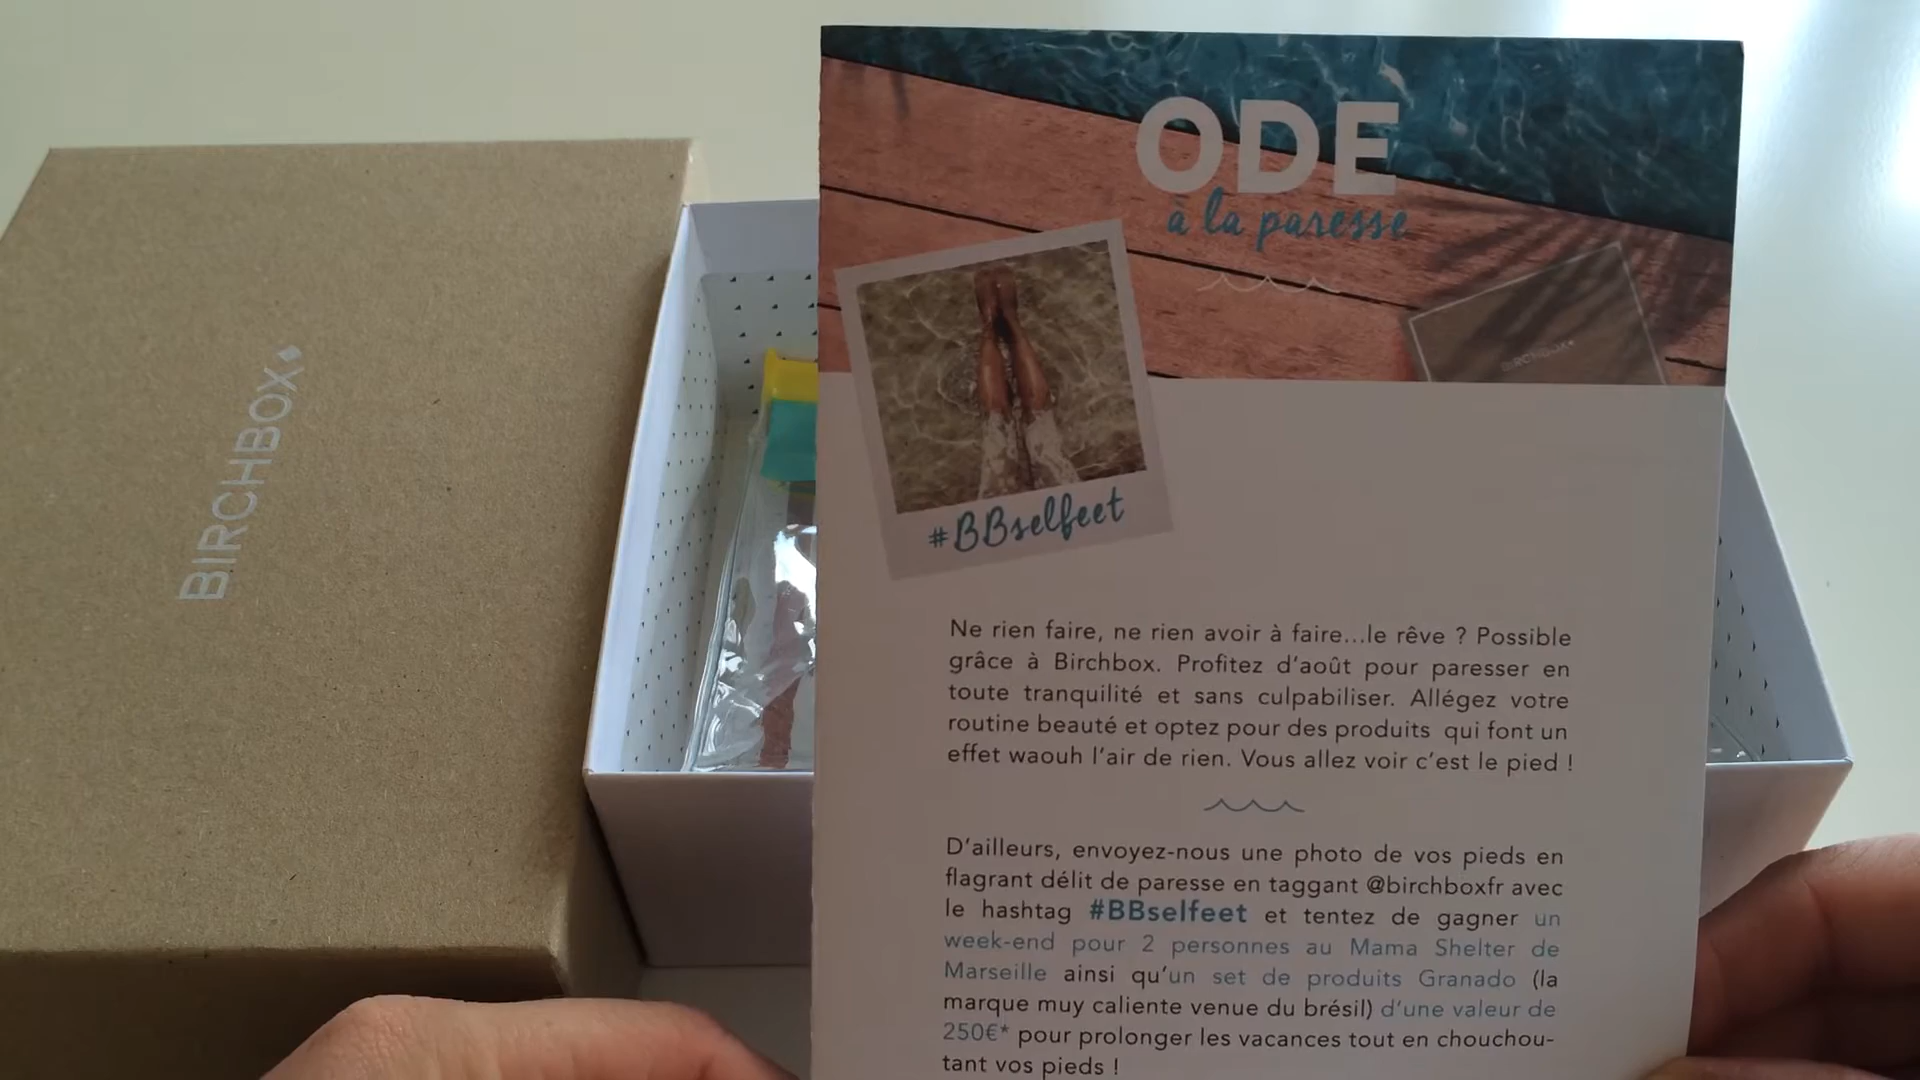 BIRCHBOX
ODE
à la paresse
BIRCHBOX
#BBselfeet
Ne rien faire, ne rien avoir à faire...le rêve ? Possible
grâce à Birchbox. Profitez d'août pour paresser en
toute tranquilité et sans culpabiliser. Allégez votre
routine beauté et optez pour des produits qui font un
effet waouh l'air de rien. Vous allez voir c'est le pied !
D'ailleurs, envoyez-nous une photo de vos pieds en
flagrant délit de paresse en taggant @birchboxfr avec
le hashtag #BBselfeet et tentez de gagner un
week-end pour 2 personnes au Mama Shelter de
Marseille ainsi qu'un set de produits Granado (la
marque muy caliente venue du brésil) d'une valeur de
250€* pour prolonger les vacances tout en chouchou-
tant vos pieds !